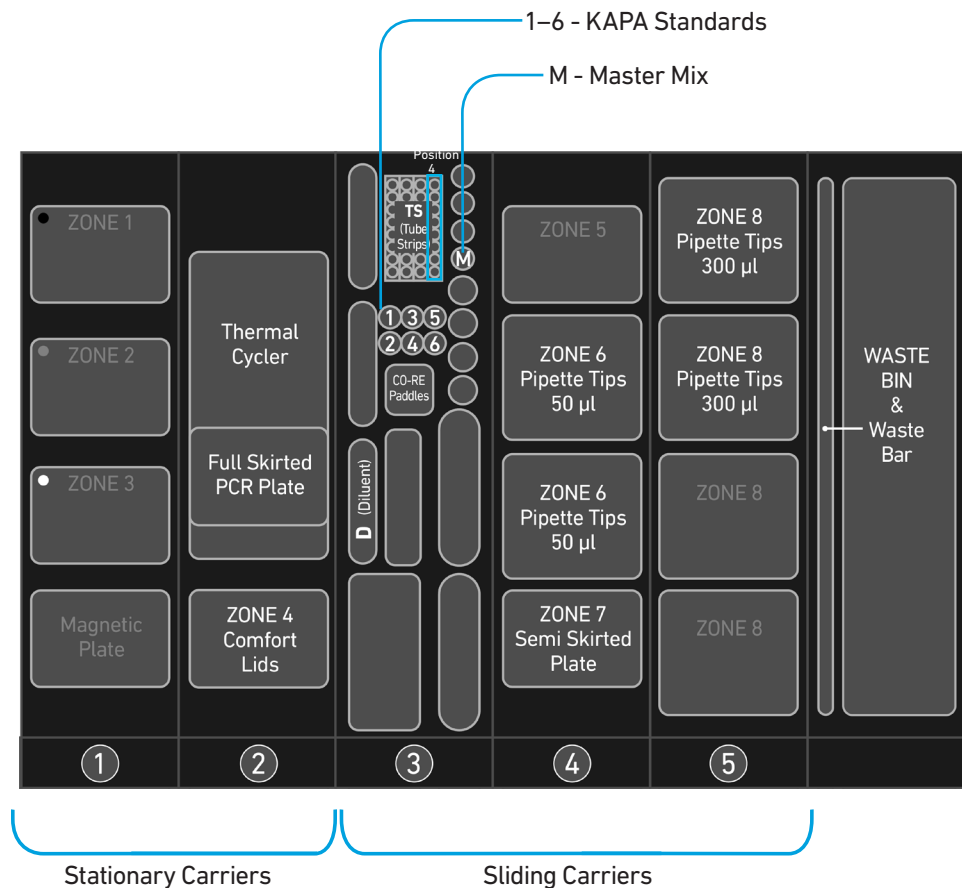 1–6 - KAPA Standards
M - Master Mix
Position
4
TS
(Tube
Strips)
M
1 3 5
2 4 6
CO-RE
Paddles
D (Diluent)
ZONE 1
ZONE 2
ZONE 3
Magnetic
Plate
Thermal
Cycler
Full Skirted
PCR Plate
ZONE 4
Comfort
Lids
ZONE 5
ZONE 6
Pipette Tips
50 µl
ZONE 6
Pipette Tips
50 µl
ZONE 7
Semi Skirted
Plate
ZONE 8
Pipette Tips
300 µl
ZONE 8
Pipette Tips
300 µl
ZONE 8
ZONE 8
WASTE
BIN
&
Waste
Bar
1
2
3
4
5
Stationary Carriers
Sliding Carriers